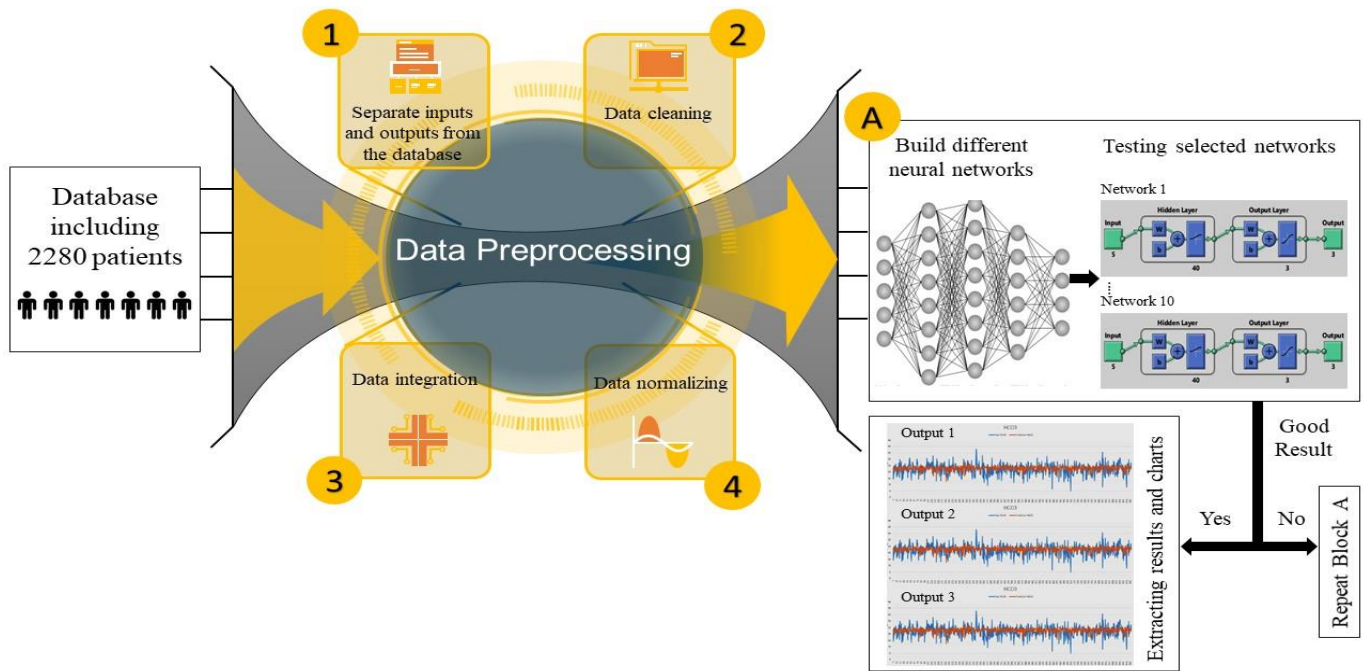 1
Separate inputs
and outputs from
the database
2
Data cleaning
Database
including
2280 patients
Data Preprocessing
Data integration
3
Data normalizing
4
A
Build different
neural networks
Testing selected networks
Network 1
Input
5
Hidden Layer
W
b
+
40
Output Layer
W
b
+
3
Output
3
Network 10
Input
5
Hidden Layer
W
b
+
40
Output Layer
W
b
+
3
Output
3
Good
Result
Yes
No
Repeat Block A
Output 1
Output 2
Output 3
Extracting results and charts